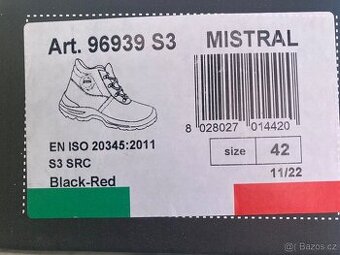 Art. 96939 S3 MISTRAL
8 028027 014420
EN ISO 20345:2011
S3 SRC
Black-Red
size 42
11/22
© Bazoš.cz